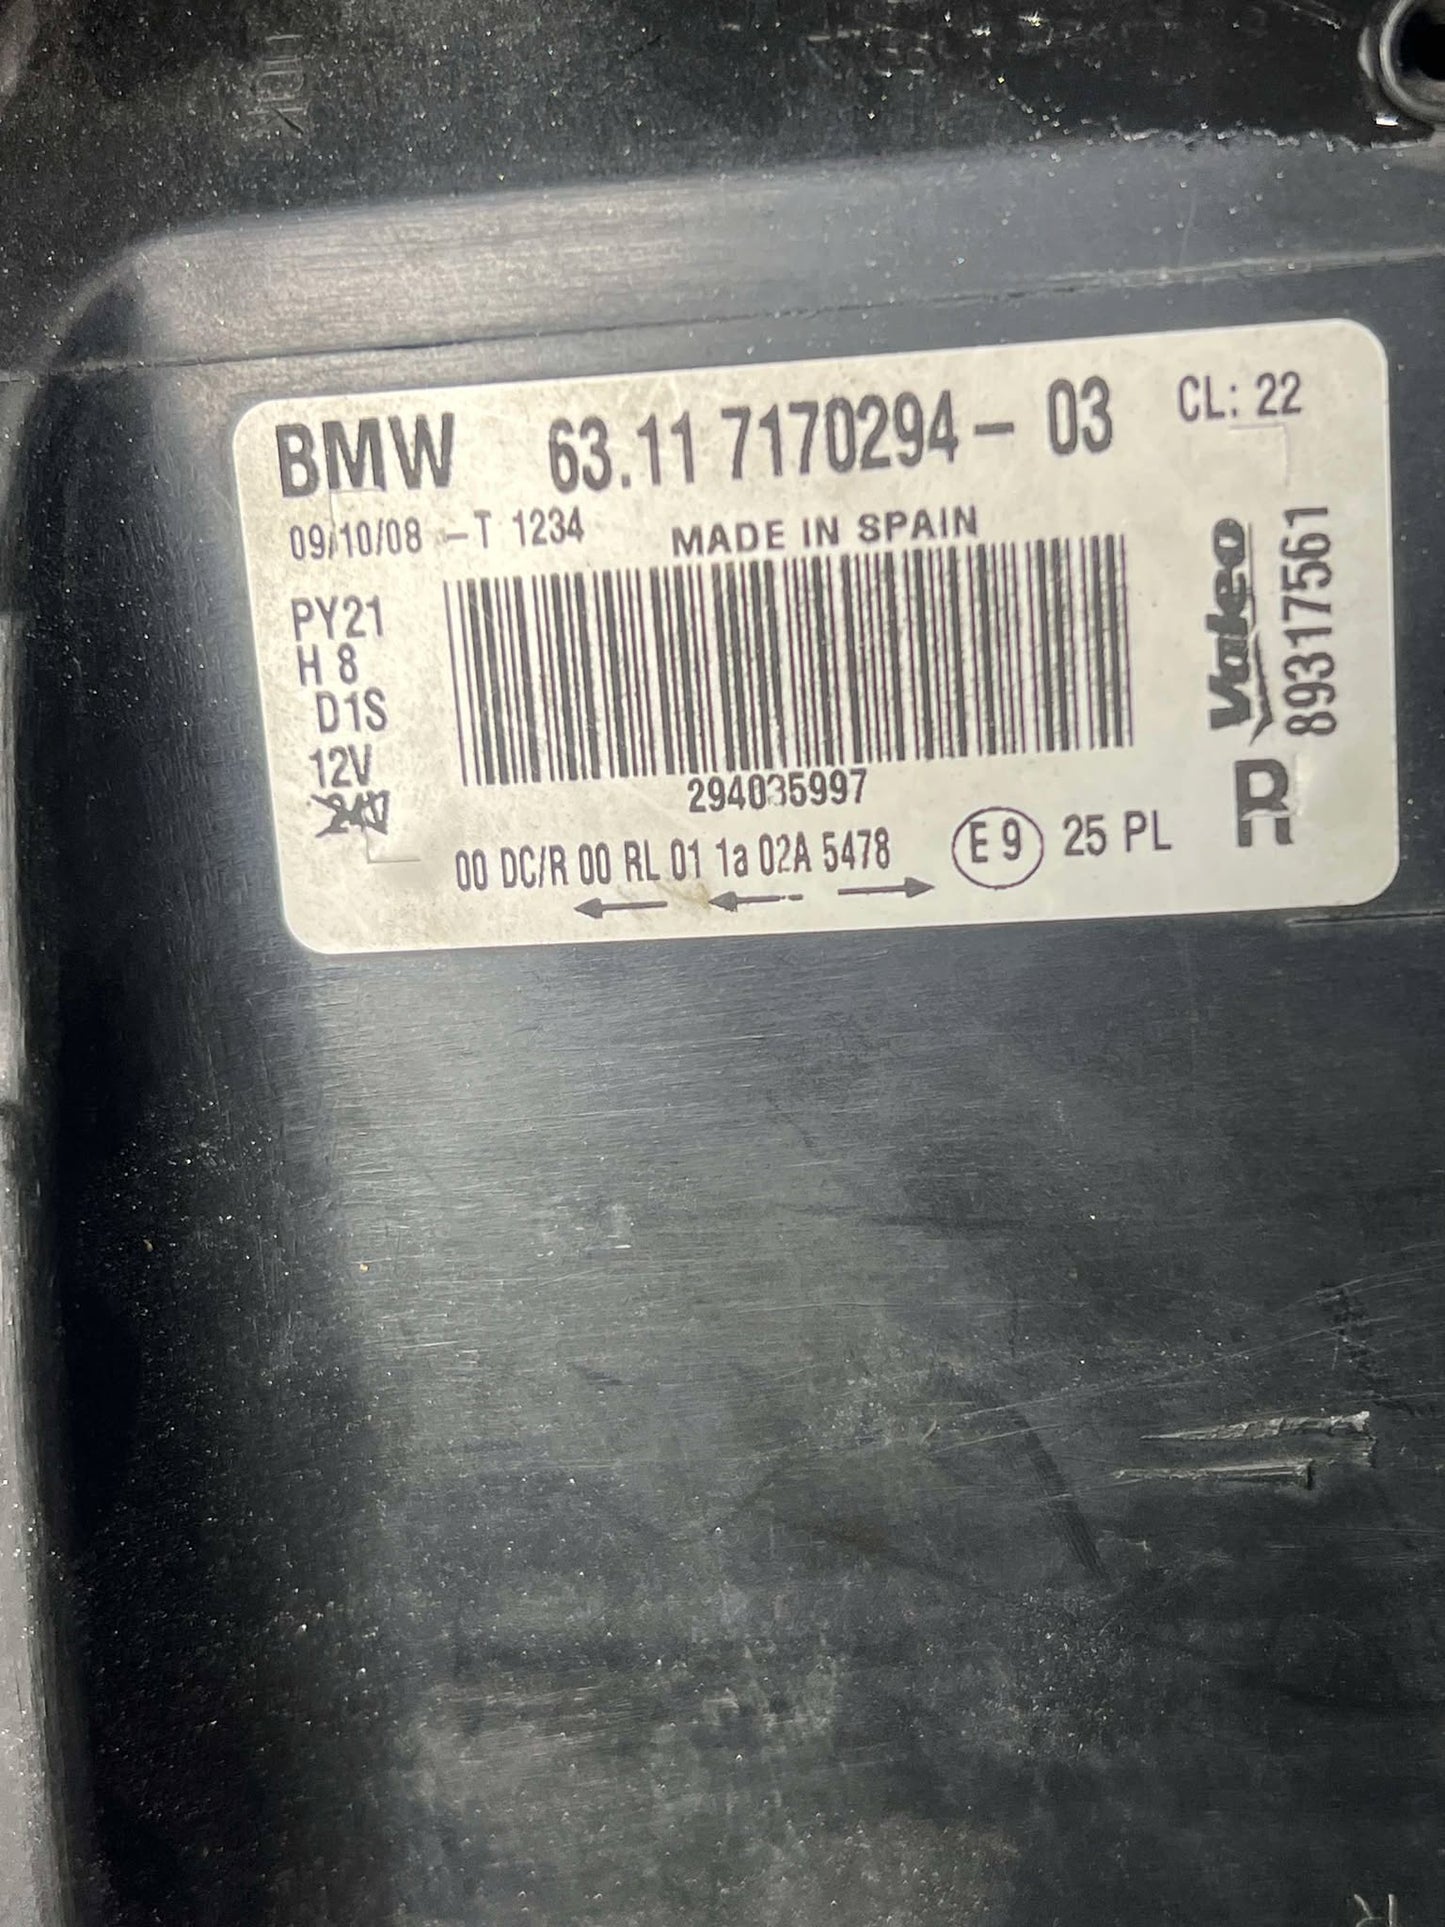 BMW 63.11 7170294 - 03 CL: 22
09/10/08 - T 1234 MADE IN SPAIN
PY21
H 8
D1S
12V
24V
294035997
00 DC/R 00 RL 01 1a 02A 5478 E 9 25 PL
Valeo
89317561
R
R